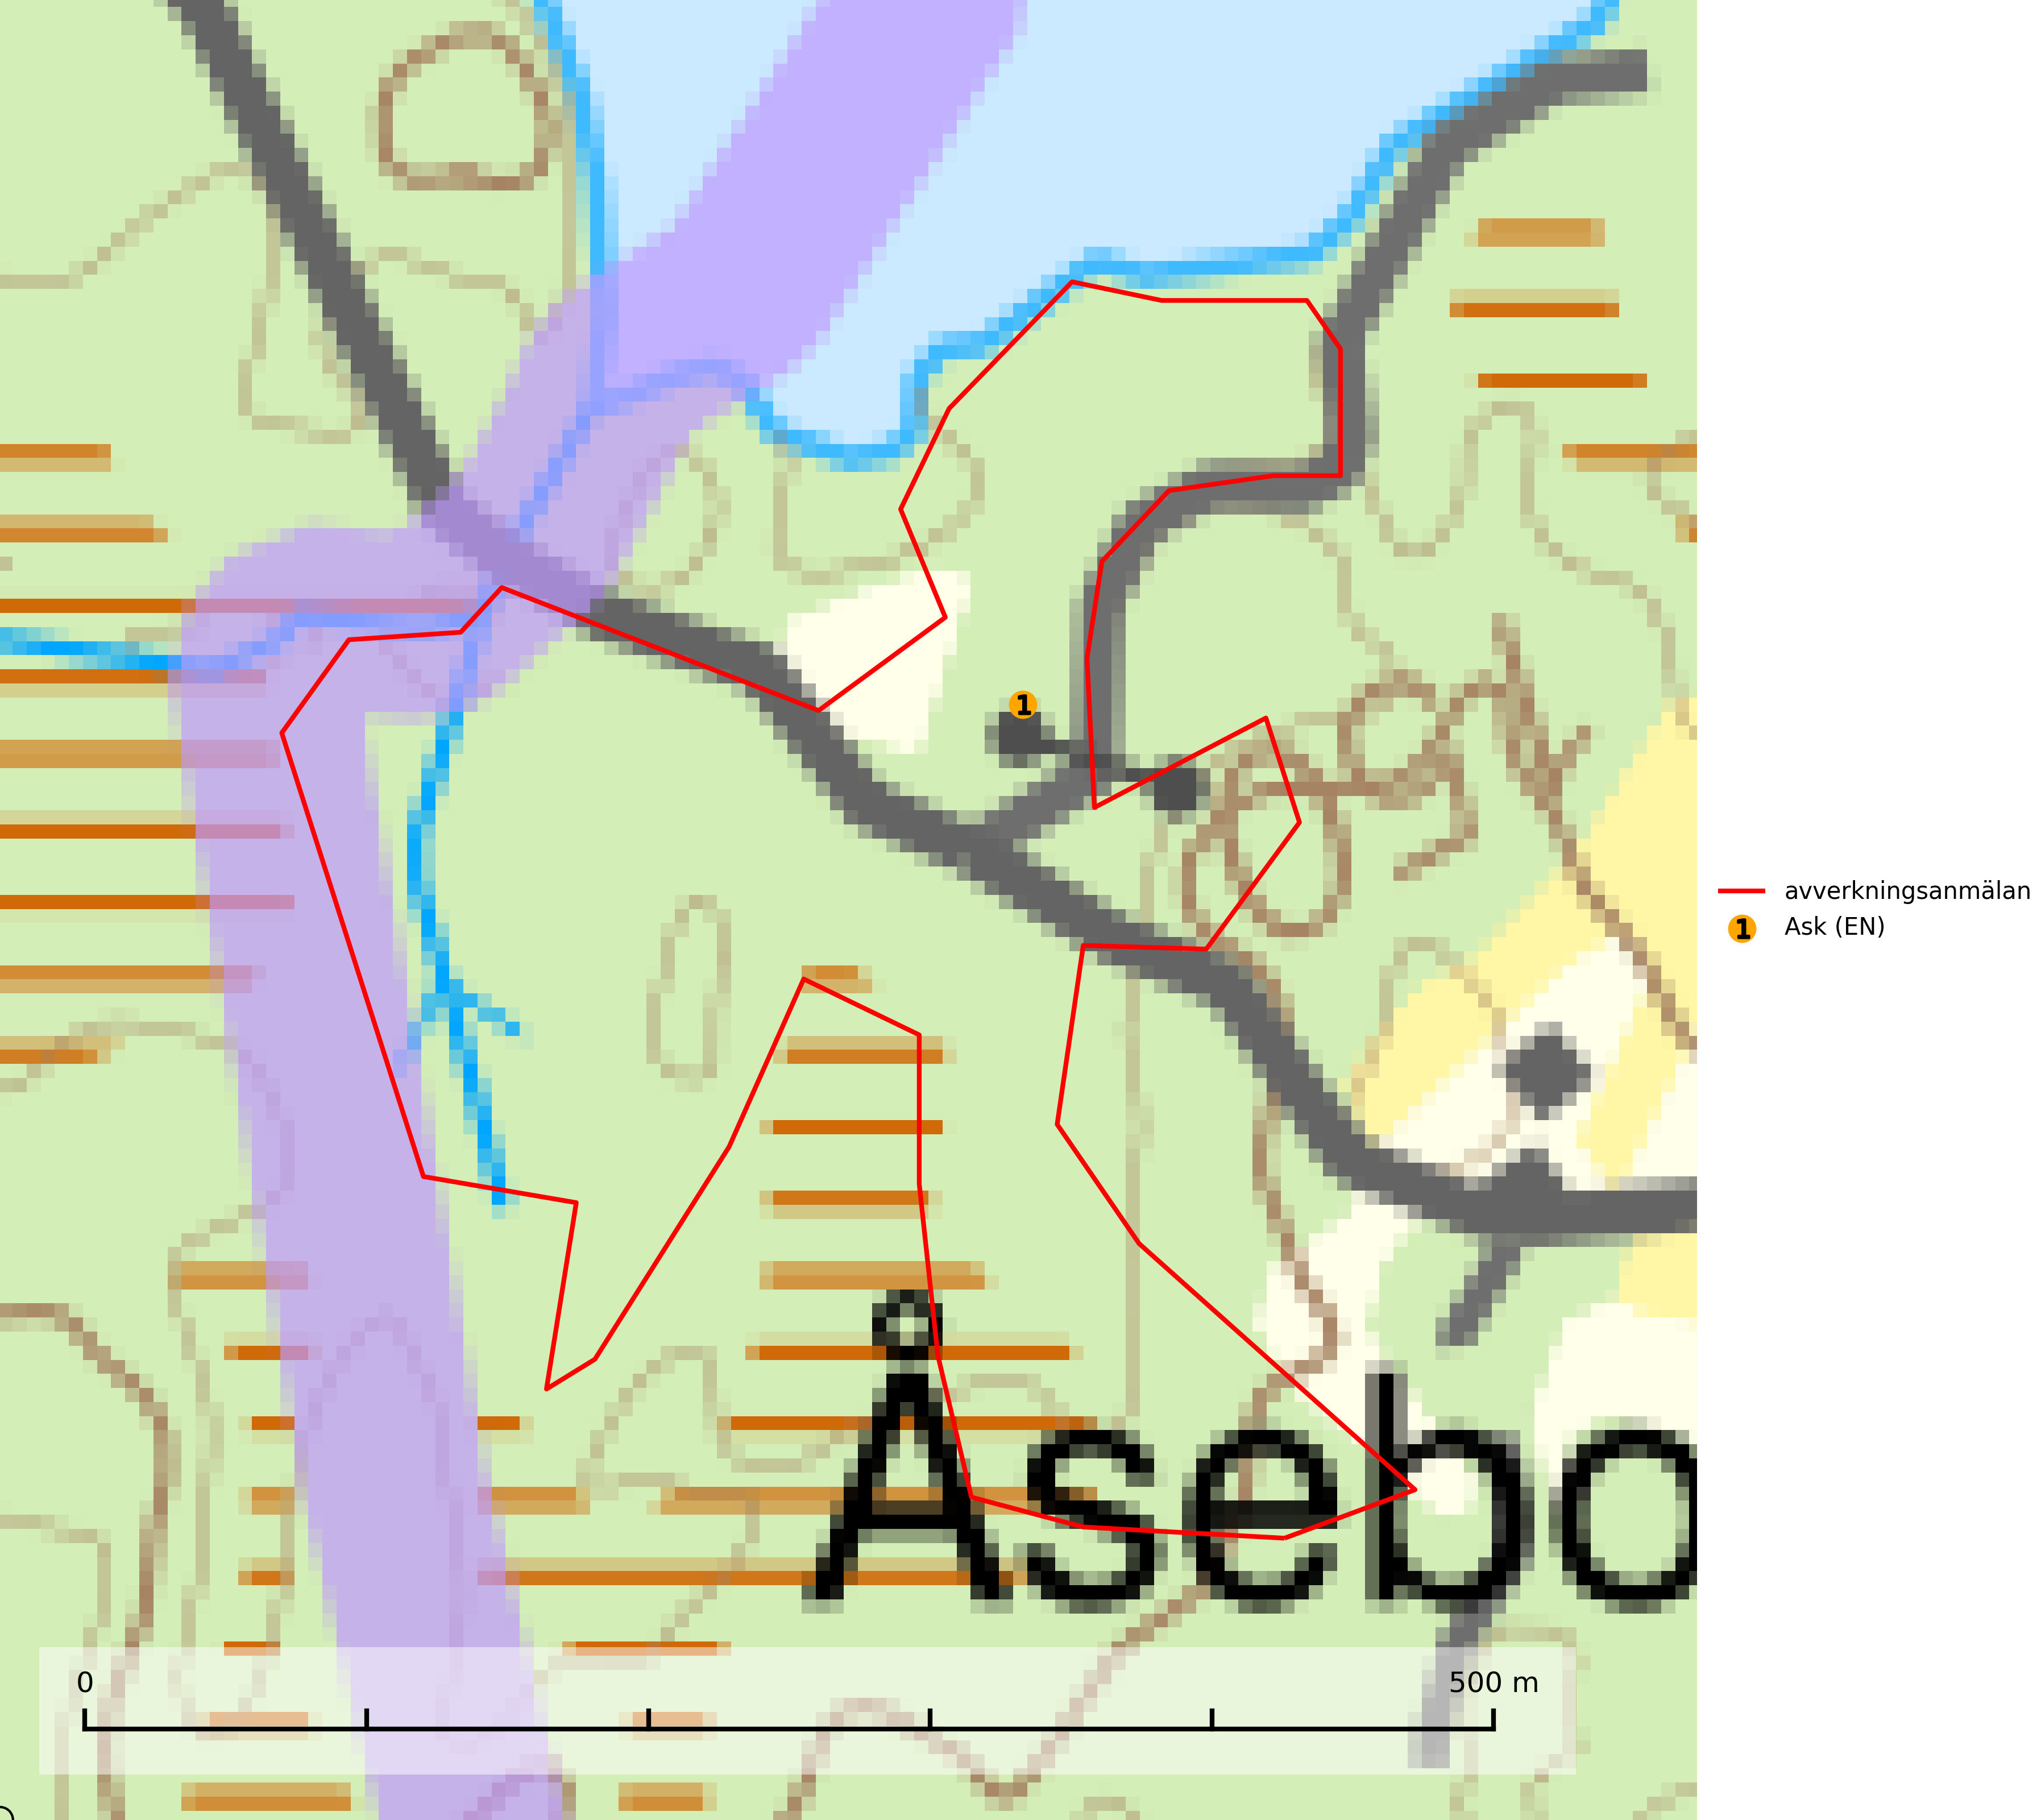 1
Åsebo
0
500 m
avverkningsanmälan
1 Ask (EN)